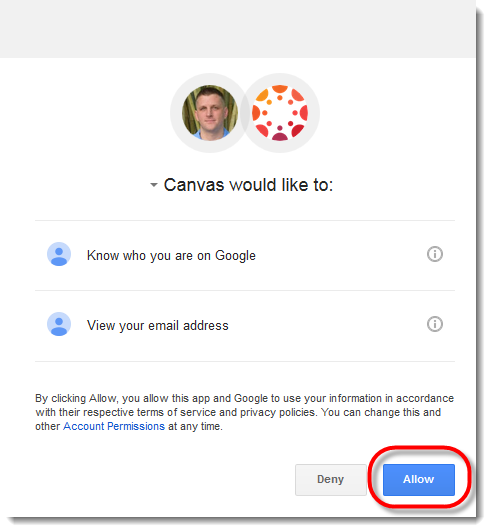 Canvas would like to:
Know who you are on Google
View your email address
By clicking Allow, you allow this app and Google to use your information in accordance
with their respective terms of service and privacy policies. You can change this and
other Account Permissions at any time.
Deny
Allow